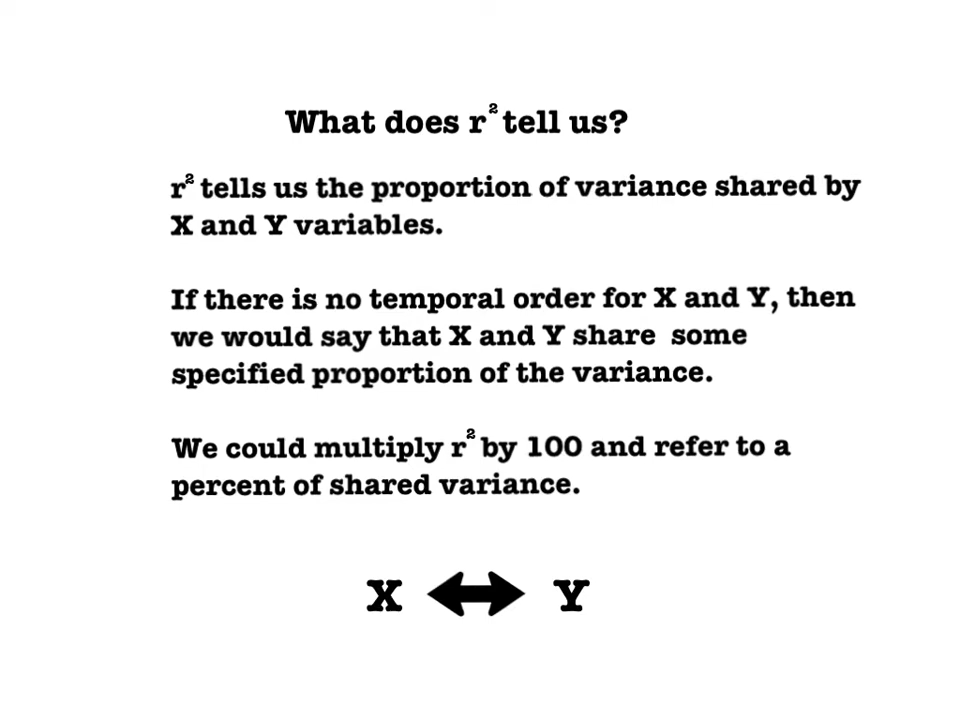 What does r² tell us?
r² tells us the proportion of variance shared by
X and Y variables.
If there is no temporal order for X and Y, then
we would say that X and Y share some
specified proportion of the variance.
We could multiply r² by 100 and refer to a
percent of shared variance.
X Y